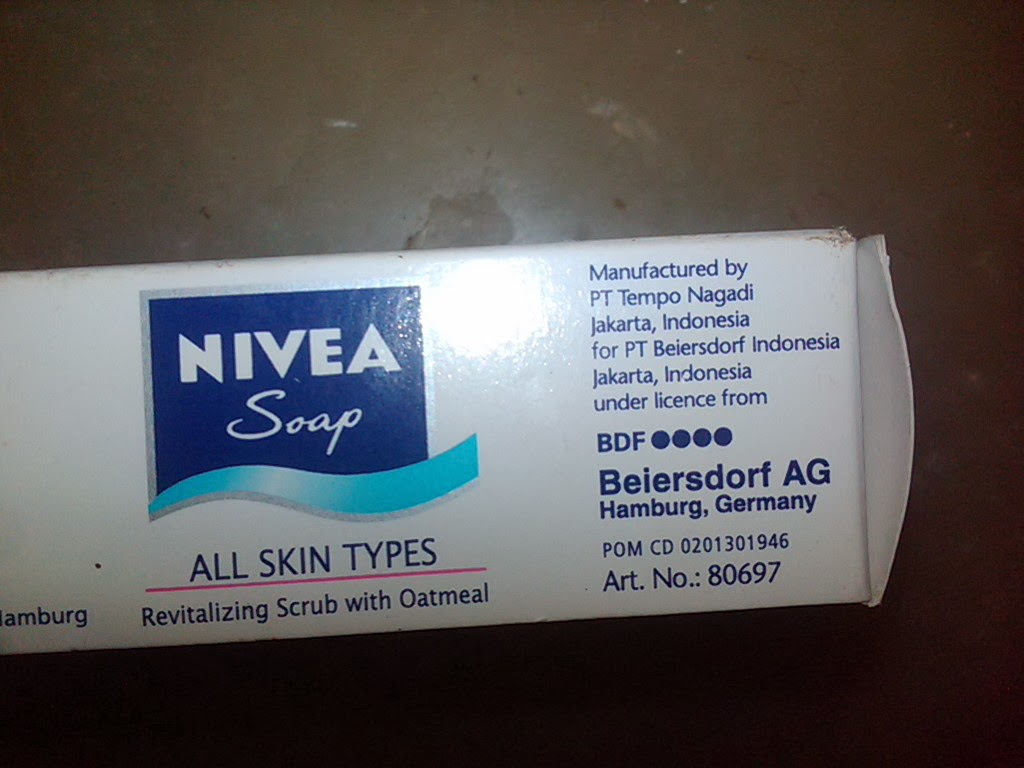 NIVEA
Soap
ALL SKIN TYPES
Revitalizing Scrub with Oatmeal
Manufactured by
PT Tempo Nagadi
Jakarta, Indonesia
for PT Beiersdorf Indonesia
Jakarta, Indonesia
under licence from
BDF ●●●●
Beiersdorf AG
Hamburg, Germany
POM CD 0201301946
Art. No.: 80697
amburg